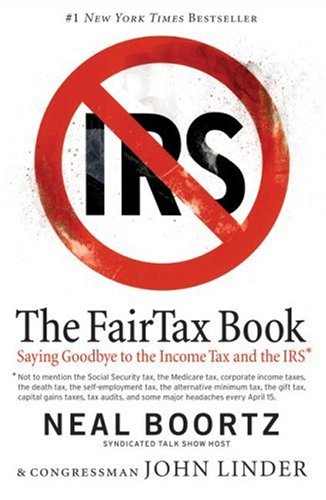 #1 NEW YORK TIMES BESTSELLER
IRS
The FairTax Book
Saying Goodbye to the Income Tax and the IRS*
*Not to mention the Social Security tax, the Medicare tax, corporate income taxes,
the death tax, the self-employment tax, the alternative minimum tax, the gift tax,
capital gains taxes, tax audits, and some major headaches every April 15.
NEAL BOORTZ
SYNDICATED TALK SHOW HOST
& CONGRESSMAN JOHN LINDER